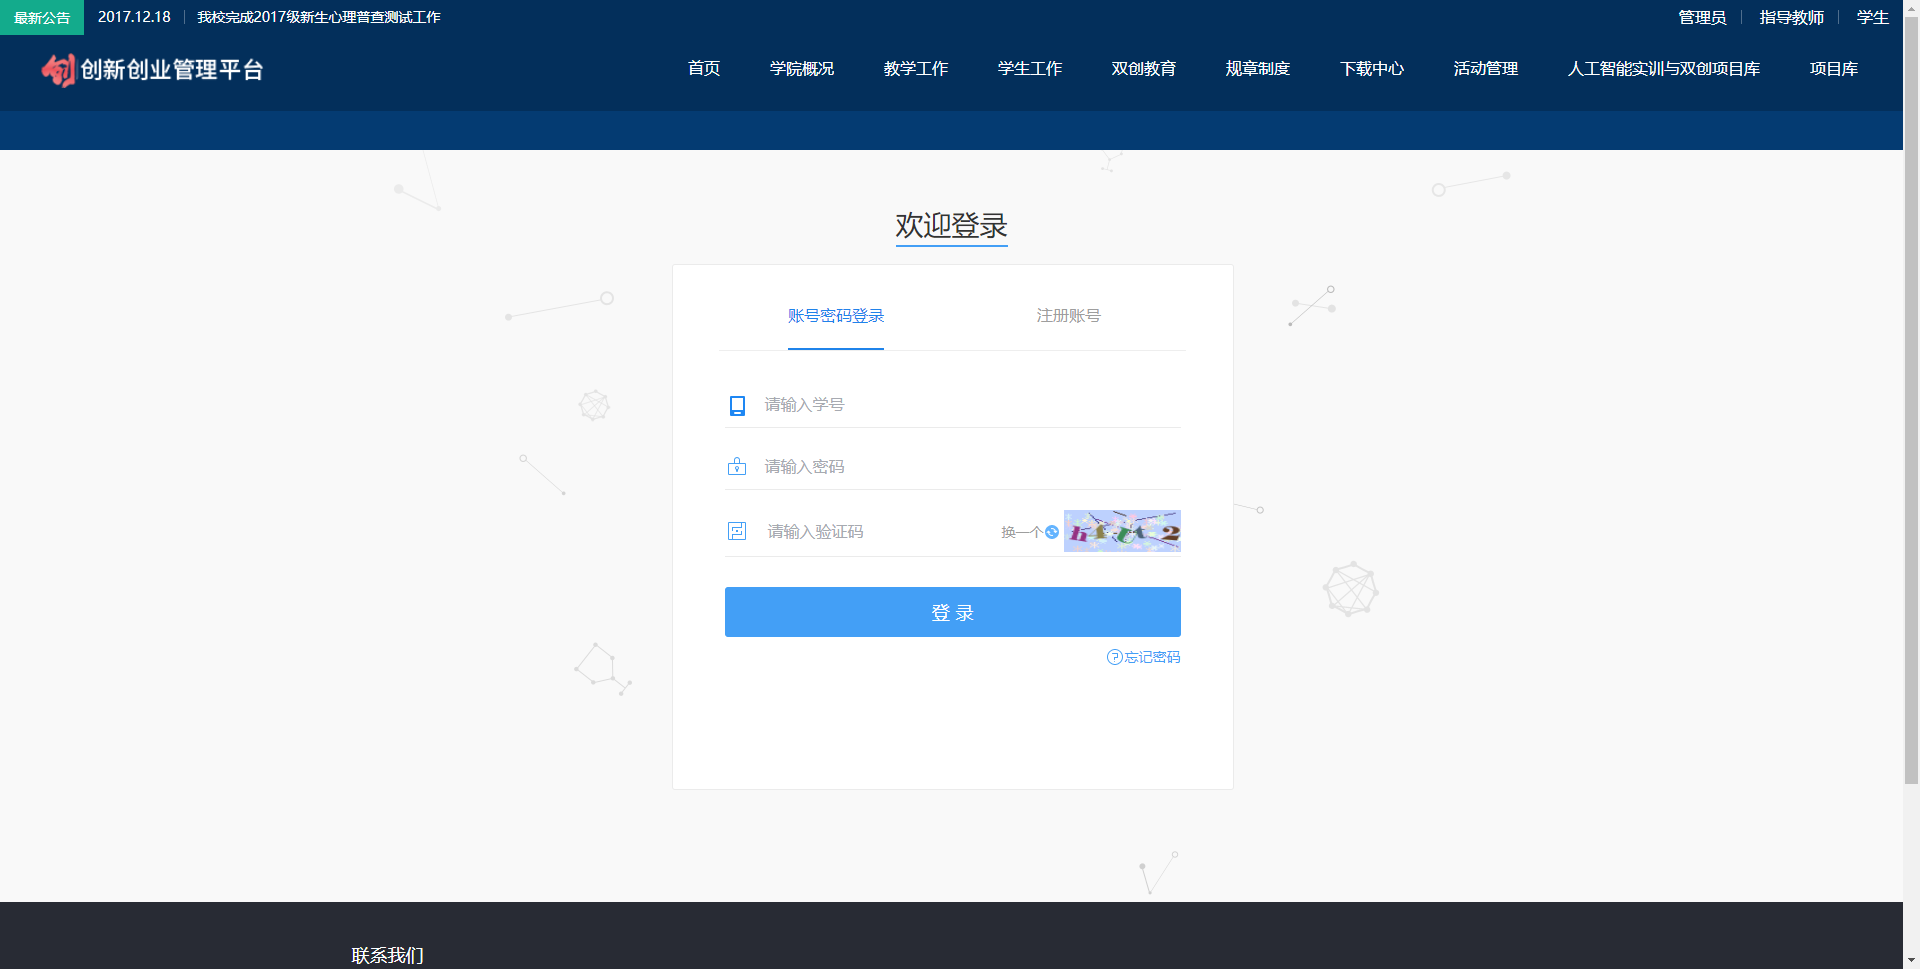 最新公告 2017.12.18 我校完成2017级新生心理普查测试工作 管理员 指导教师 学生
创新创业管理平台 首页 学院概况 教学工作 学生工作 双创教育 规章制度 下载中心 活动管理 人工智能实训与双创项目库 项目库
欢迎登录
账号密码登录 注册账号
请输入学号
请输入密码
请输入验证码 换一个
登 录
忘记密码
联系我们